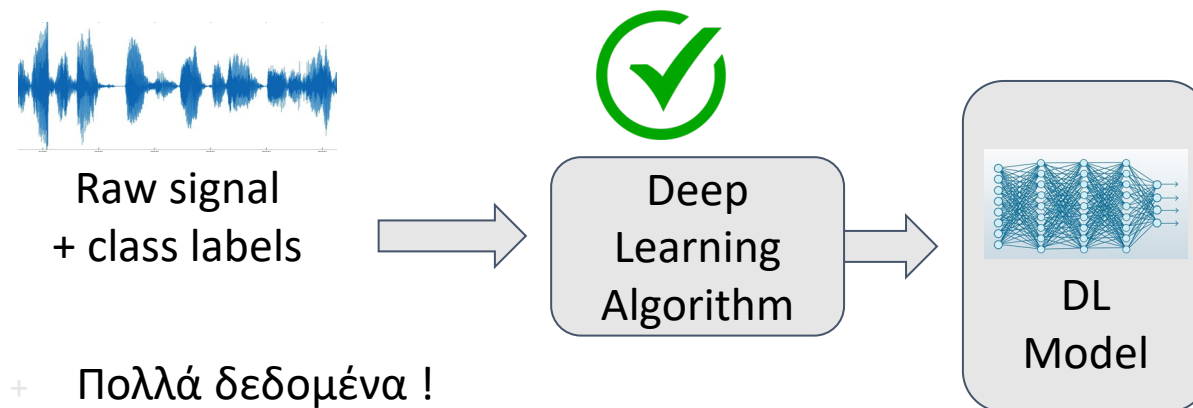 Raw signal
+ class labels
Deep
Learning
Algorithm
DL
Model
+ Πολλά δεδομένα !